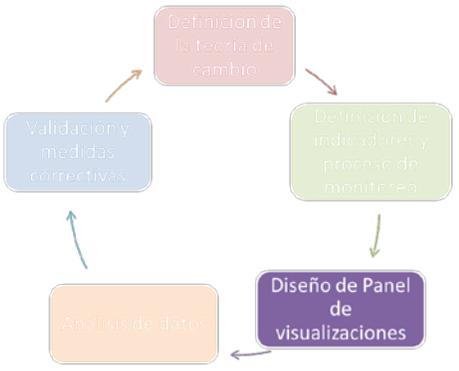 Definición de
la teoría de
cambio
Definición de
indicadores y
proceso de
monitoreo
Diseño de Panel
de
visualizaciones
Análisis de datos
Validación y
medidas
correctivas